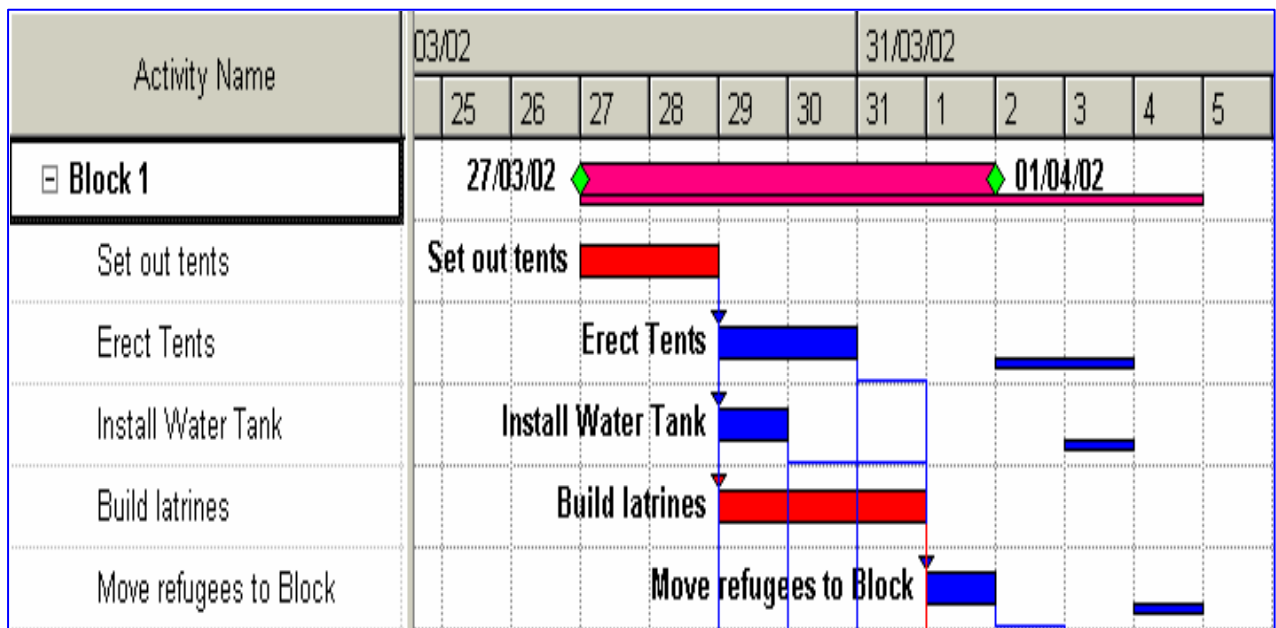 Activity Name
03/02 31/03/02
25 26 27 28 29 30 31 1 2 3 4 5
Block 1 27/03/02 01/04/02
Set out tents Set out tents
Erect Tents Erect Tents
Install Water Tank Install Water Tank
Build latrines Build latrines
Move refugees to Block Move refugees to Block